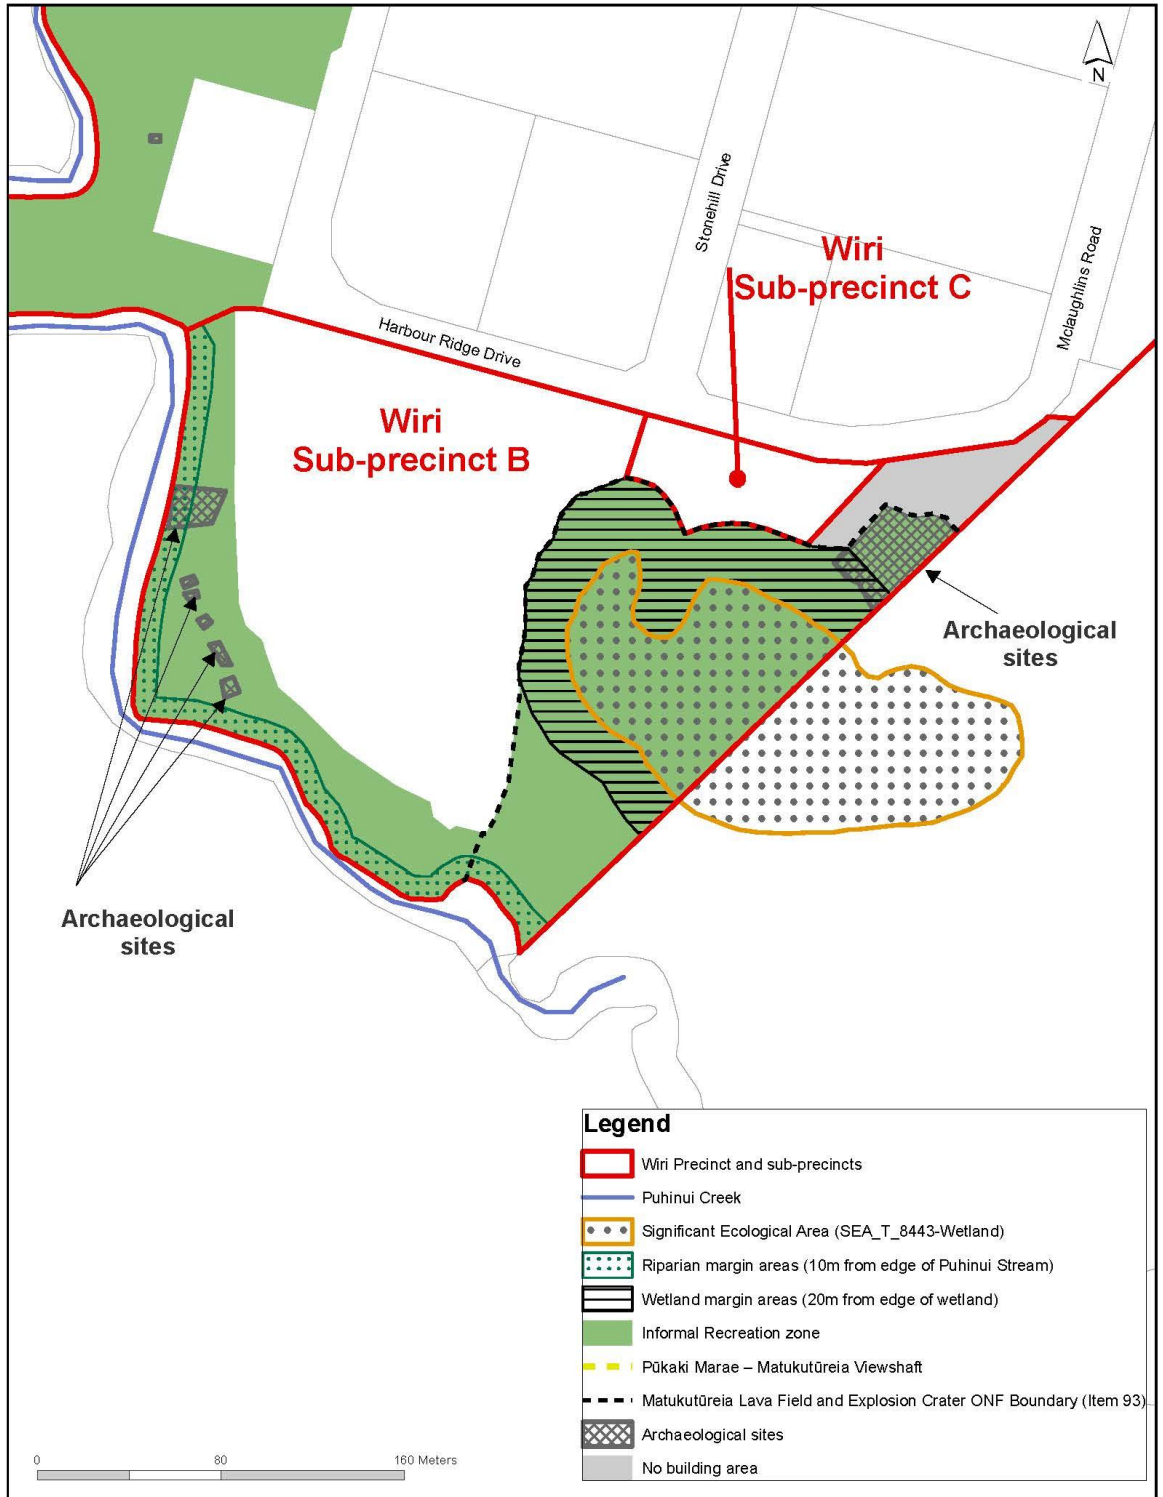 N
Stonehill Drive
Mclaughlins Road
Wiri
Sub-precinct C
Harbour Ridge Drive
Wiri
Sub-precinct B
Archaeological
sites
Archaeological
sites
Legend
Wiri Precinct and sub-precincts
Puhinui Creek
Significant Ecological Area (SEA_T_8443-Wetland)
Riparian margin areas (10m from edge of Puhinui Stream)
Wetland margin areas (20m from edge of wetland)
Informal Recreation zone
Pūkaki Marae – Matukutūreia Viewshaft
Matukutūreia Lava Field and Explosion Crater ONF Boundary (Item 93)
Archaeological sites
No building area
0 80 160 Meters